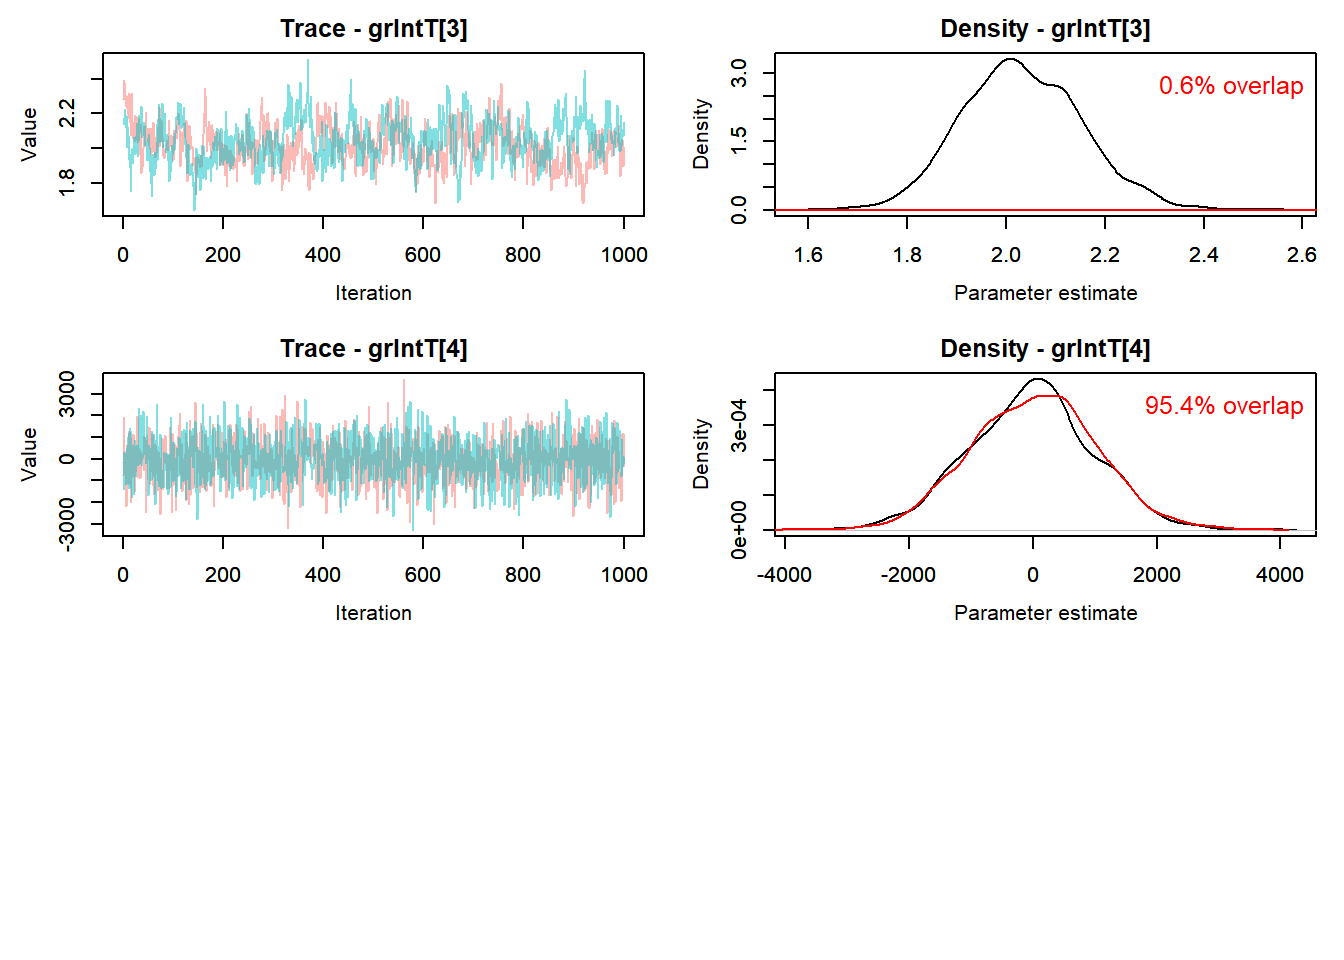 Trace - grIntT[3]
Value
1.8 2.2
0 200 400 600 800 1000
Iteration
Density - grIntT[3]
0.6% overlap
Density
0.0 1.5 3.0
1.6 1.8 2.0 2.2 2.4 2.6
Parameter estimate
Trace - grIntT[4]
Value
-3000 0 3000
0 200 400 600 800 1000
Iteration
Density - grIntT[4]
95.4% overlap
Density
0e+00 3e-04
-4000 -2000 0 2000 4000
Parameter estimate